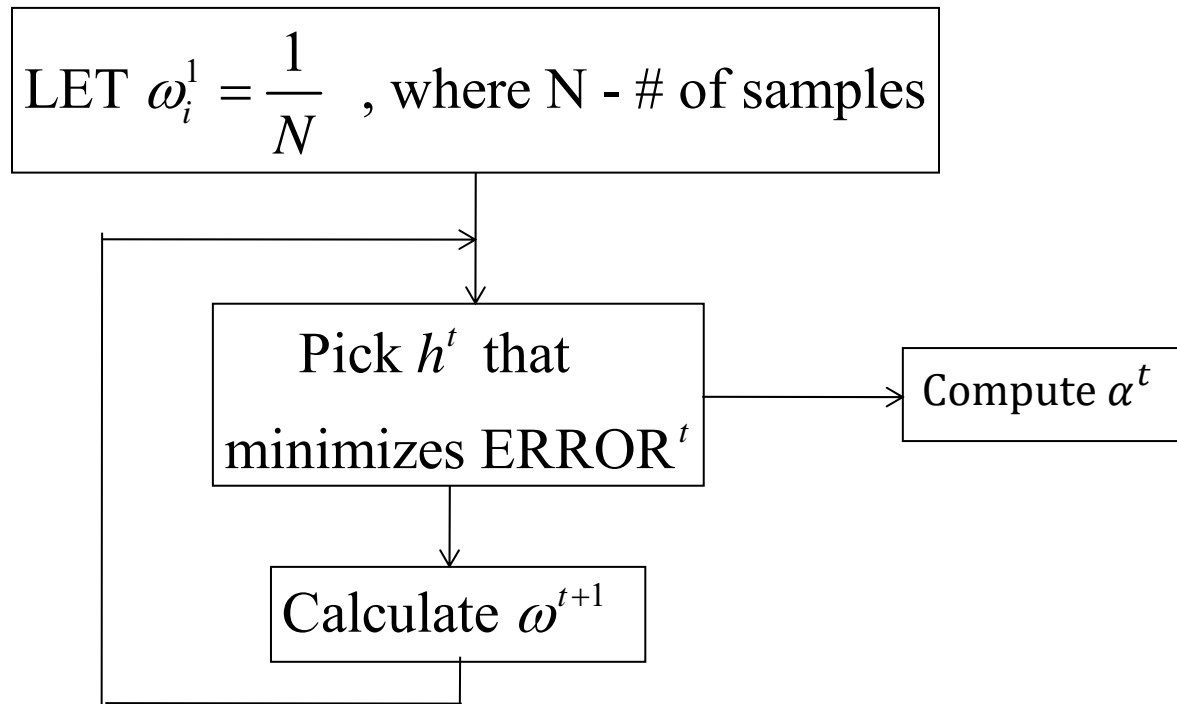 LET ω_i^1 = 1/N , where N - # of samples
Pick h^t that
minimizes ERROR^t
Compute α^t
Calculate ω^{t+1}